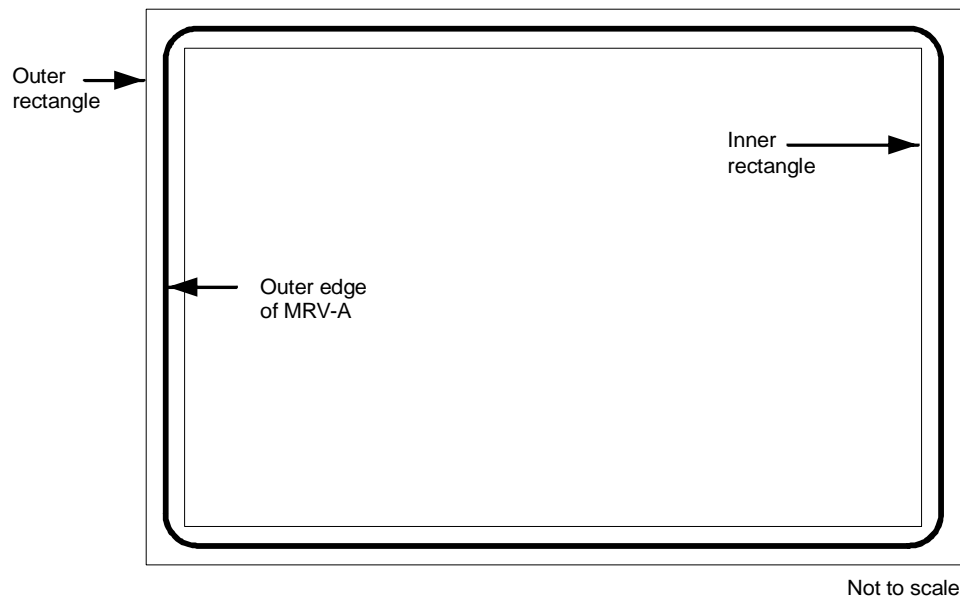 Outer
rectangle
Inner
rectangle
Outer edge
of MRV-A
Not to scale